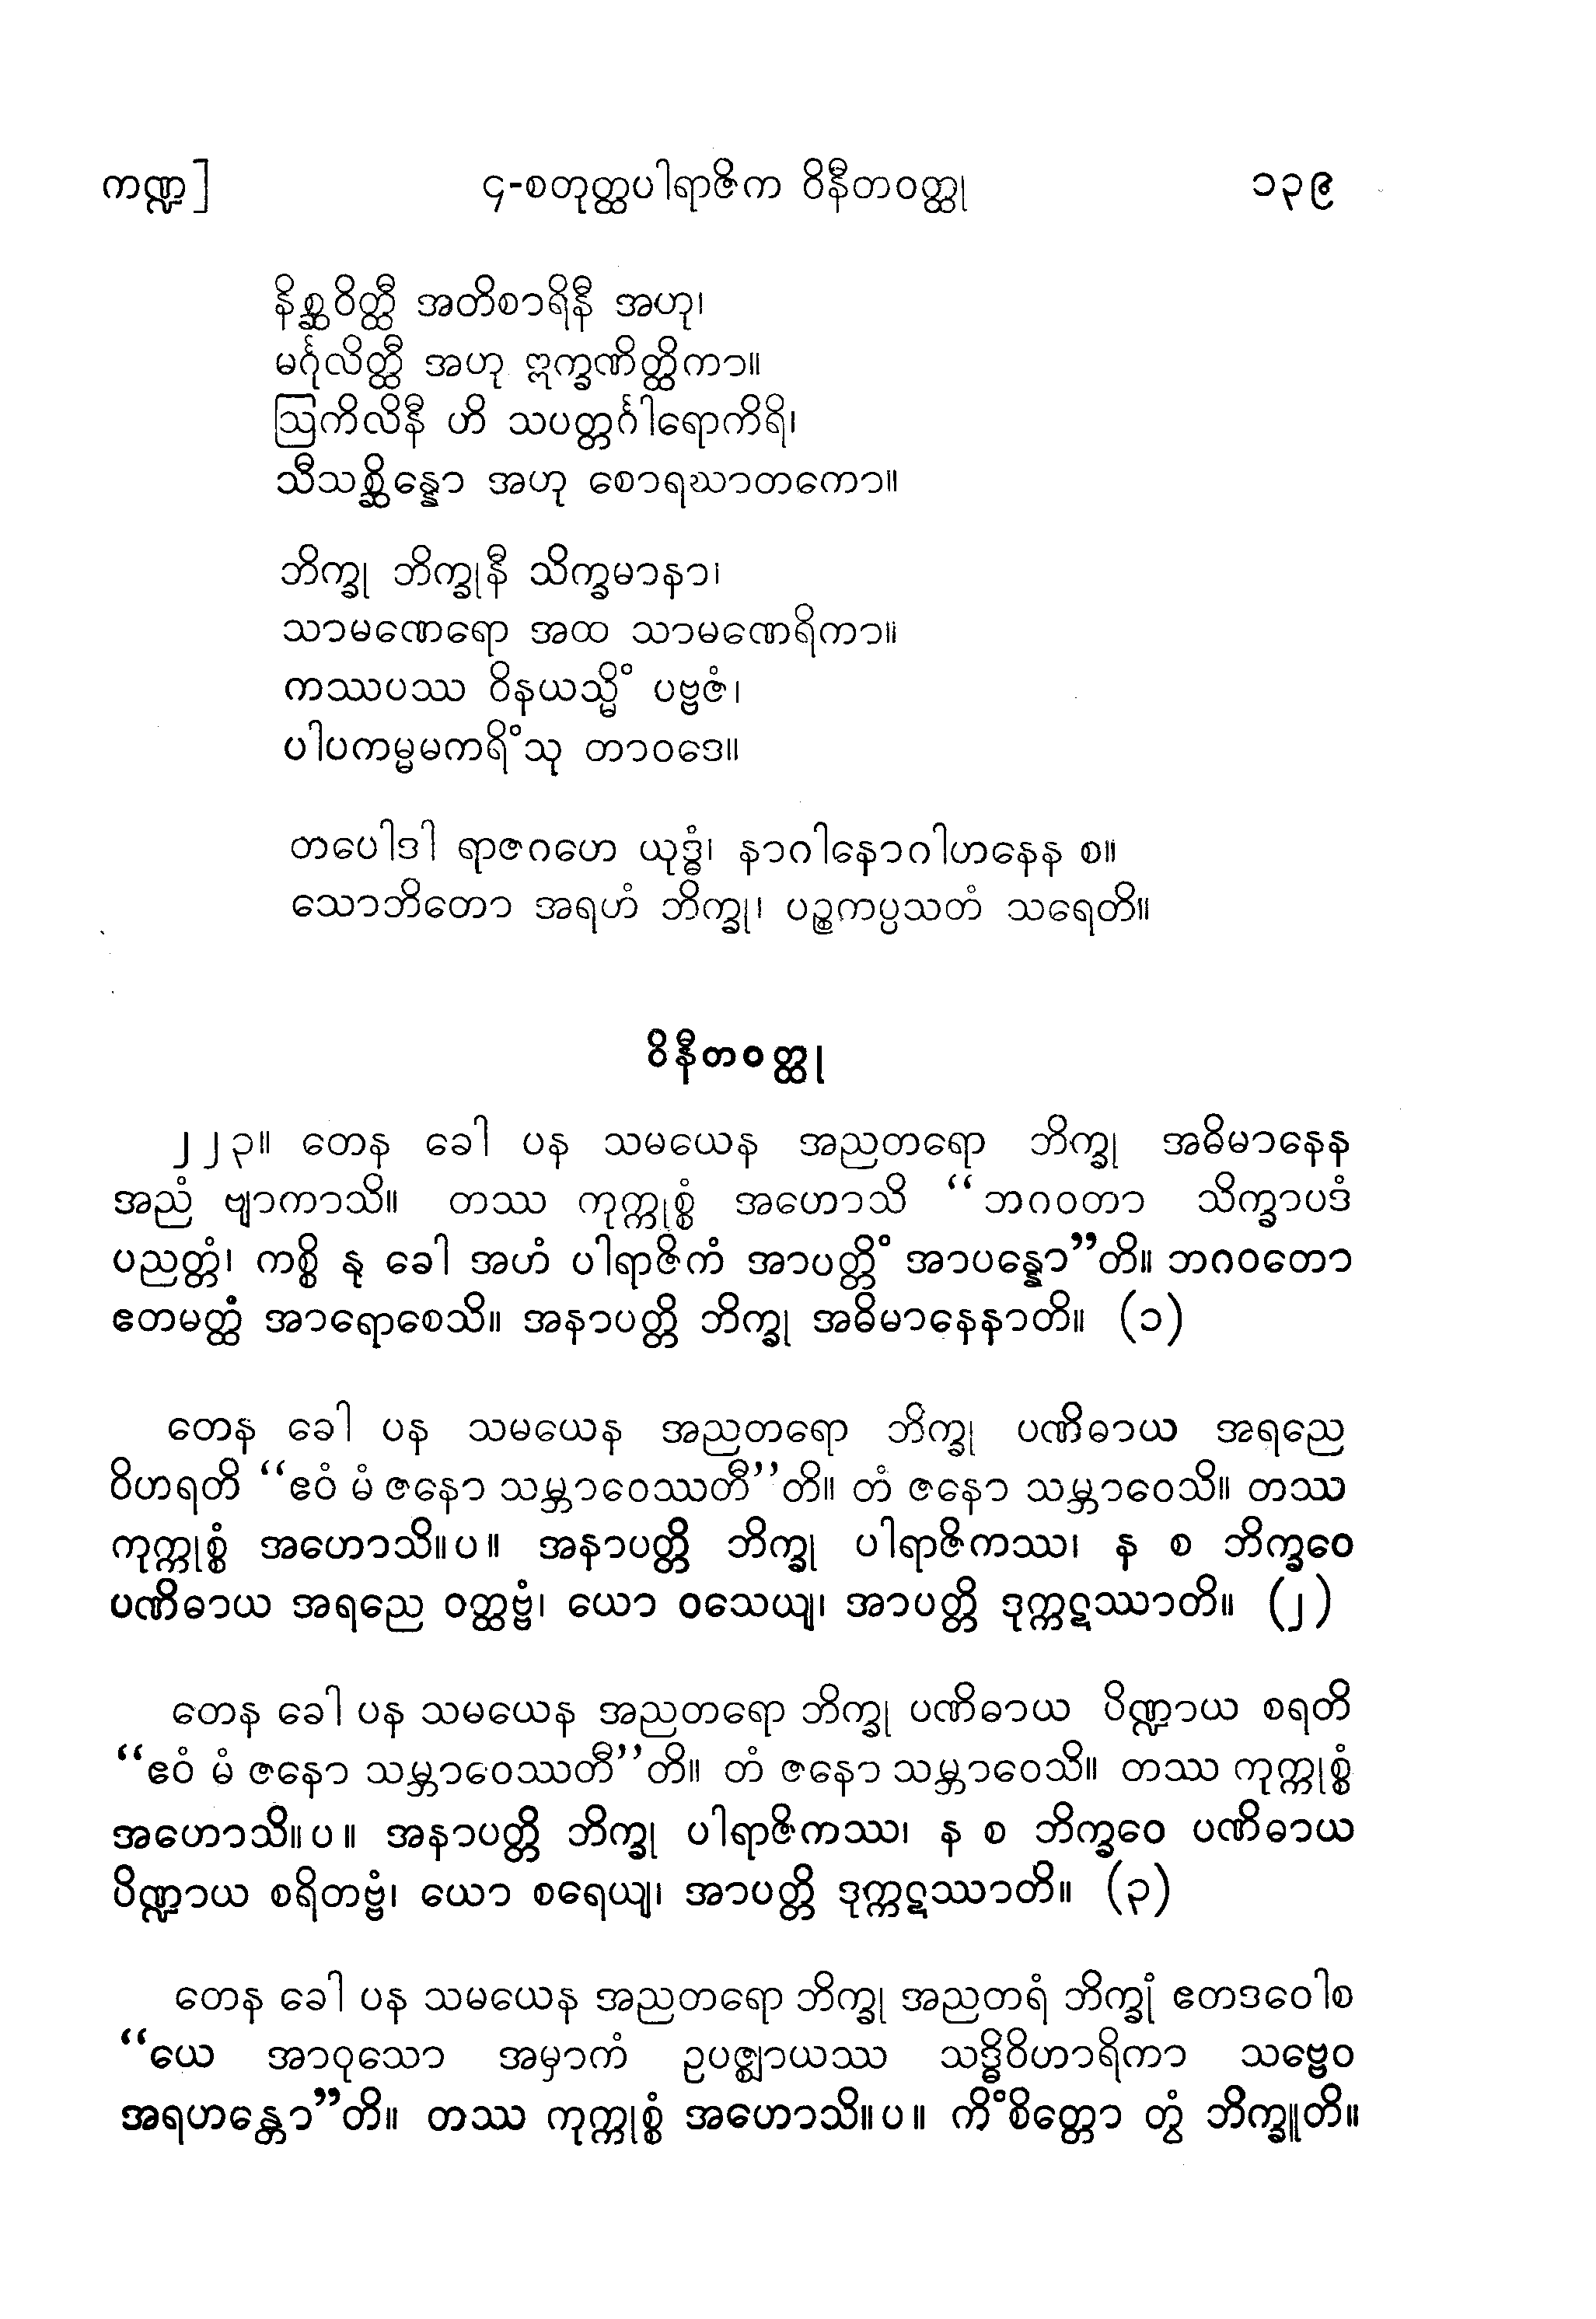 ကဏ္ဍ] ၄-စတုတ္ထပါရာဇိက ဝိနီတဝတ္ထု ၁၃၉
နိစ္ဆဝိတ္ထီ အတိစာရိနီ အဟု၊
မင်္ဂုလိတ္ထီ အဟု ဣက္ခဏိတ္ထိကာ။
ဩကိလိနီ ဟိ သပတ္တင်္ဂါရောကိရိ၊
သီသစ္ဆိန္နော အဟု စောရဃာတကော။
ဘိက္ခု ဘိက္ခုနီ သိက္ခမာနာ၊
သာမဏေရော အထ သာမဏေရိကာ။
ကဿပဿ ဝိနယသ္မိံ ပဗ္ဗဇံ၊
ပါပကမ္မမကရိံသု တာဝဒေ။
တပေါဒါ ရာဇဂဟေ ယုဒ္ဓံ၊ နာဂါနောဂါဟနေန စ။
သောဘိတော အရဟံ ဘိက္ခု၊ ပဉ္စကပ္ပသတံ သရေတိ။
ဝိနီတဝတ္ထု
၂၂၃။ တေန ခေါ ပန သမယေန အညတရော ဘိက္ခု အဓိမာနေန
အညံ ဗျာကာသိ။ တဿ ကုက္ကုစ္စံ အဟောသိ “ဘဂဝတာ သိက္ခာပဒံ
ပညတ္တံ၊ ကစ္စိ နု ခေါ အဟံ ပါရာဇိကံ အာပတ္တိံ အာပန္နော”တိ။ ဘဂဝတော
ဧတမတ္ထံ အာရောစေသိ။ အနာပတ္တိ ဘိက္ခု အဓိမာနေနာတိ။ (၁)
တေန ခေါ ပန သမယေန အညတရော ဘိက္ခု ပဏိဓာယ အရညေ
ဝိဟရတိ “ဧဝံ မံ ဇနော သမ္ဘာဝေဿတီ”တိ။ တံ ဇနော သမ္ဘာဝေသိ။ တဿ
ကုက္ကုစ္စံ အဟောသိ။ပ။ အနာပတ္တိ ဘိက္ခု ပါရာဇိကဿ၊ န စ ဘိက္ခဝေ
ပဏိဓာယ အရညေ ဝတ္ထဗ္ဗံ၊ ယော ဝသေယျ၊ အာပတ္တိ ဒုက္ကဋဿာတိ။ (၂)
တေန ခေါ ပန သမယေန အညတရော ဘိက္ခု ပဏိဓာယ ပိဏ္ဍာယ စရတိ
“ဧဝံ မံ ဇနော သမ္ဘာဝေဿတီ”တိ။ တံ ဇနော သမ္ဘာဝေသိ။ တဿ ကုက္ကုစ္စံ
အဟောသိ။ပ။ အနာပတ္တိ ဘိက္ခု ပါရာဇိကဿ၊ န စ ဘိက္ခဝေ ပဏိဓာယ
ပိဏ္ဍာယ စရိတဗ္ဗံ၊ ယော စရေယျ၊ အာပတ္တိ ဒုက္ကဋဿာတိ။ (၃)
တေန ခေါ ပန သမယေန အညတရော ဘိက္ခု အညတရံ ဘိက္ခုံ ဧတဒဝေါစ
“ယေ အာဝုသော အမှာကံ ဥပဇ္ဈာယဿ သဒ္ဓိဝိဟာရိကာ သဗ္ဗေဝ
အရဟန္တော”တိ။ တဿ ကုက္ကုစ္စံ အဟောသိ။ပ။ ကိံစိတ္တော တွံ ဘိက္ခူတိ။